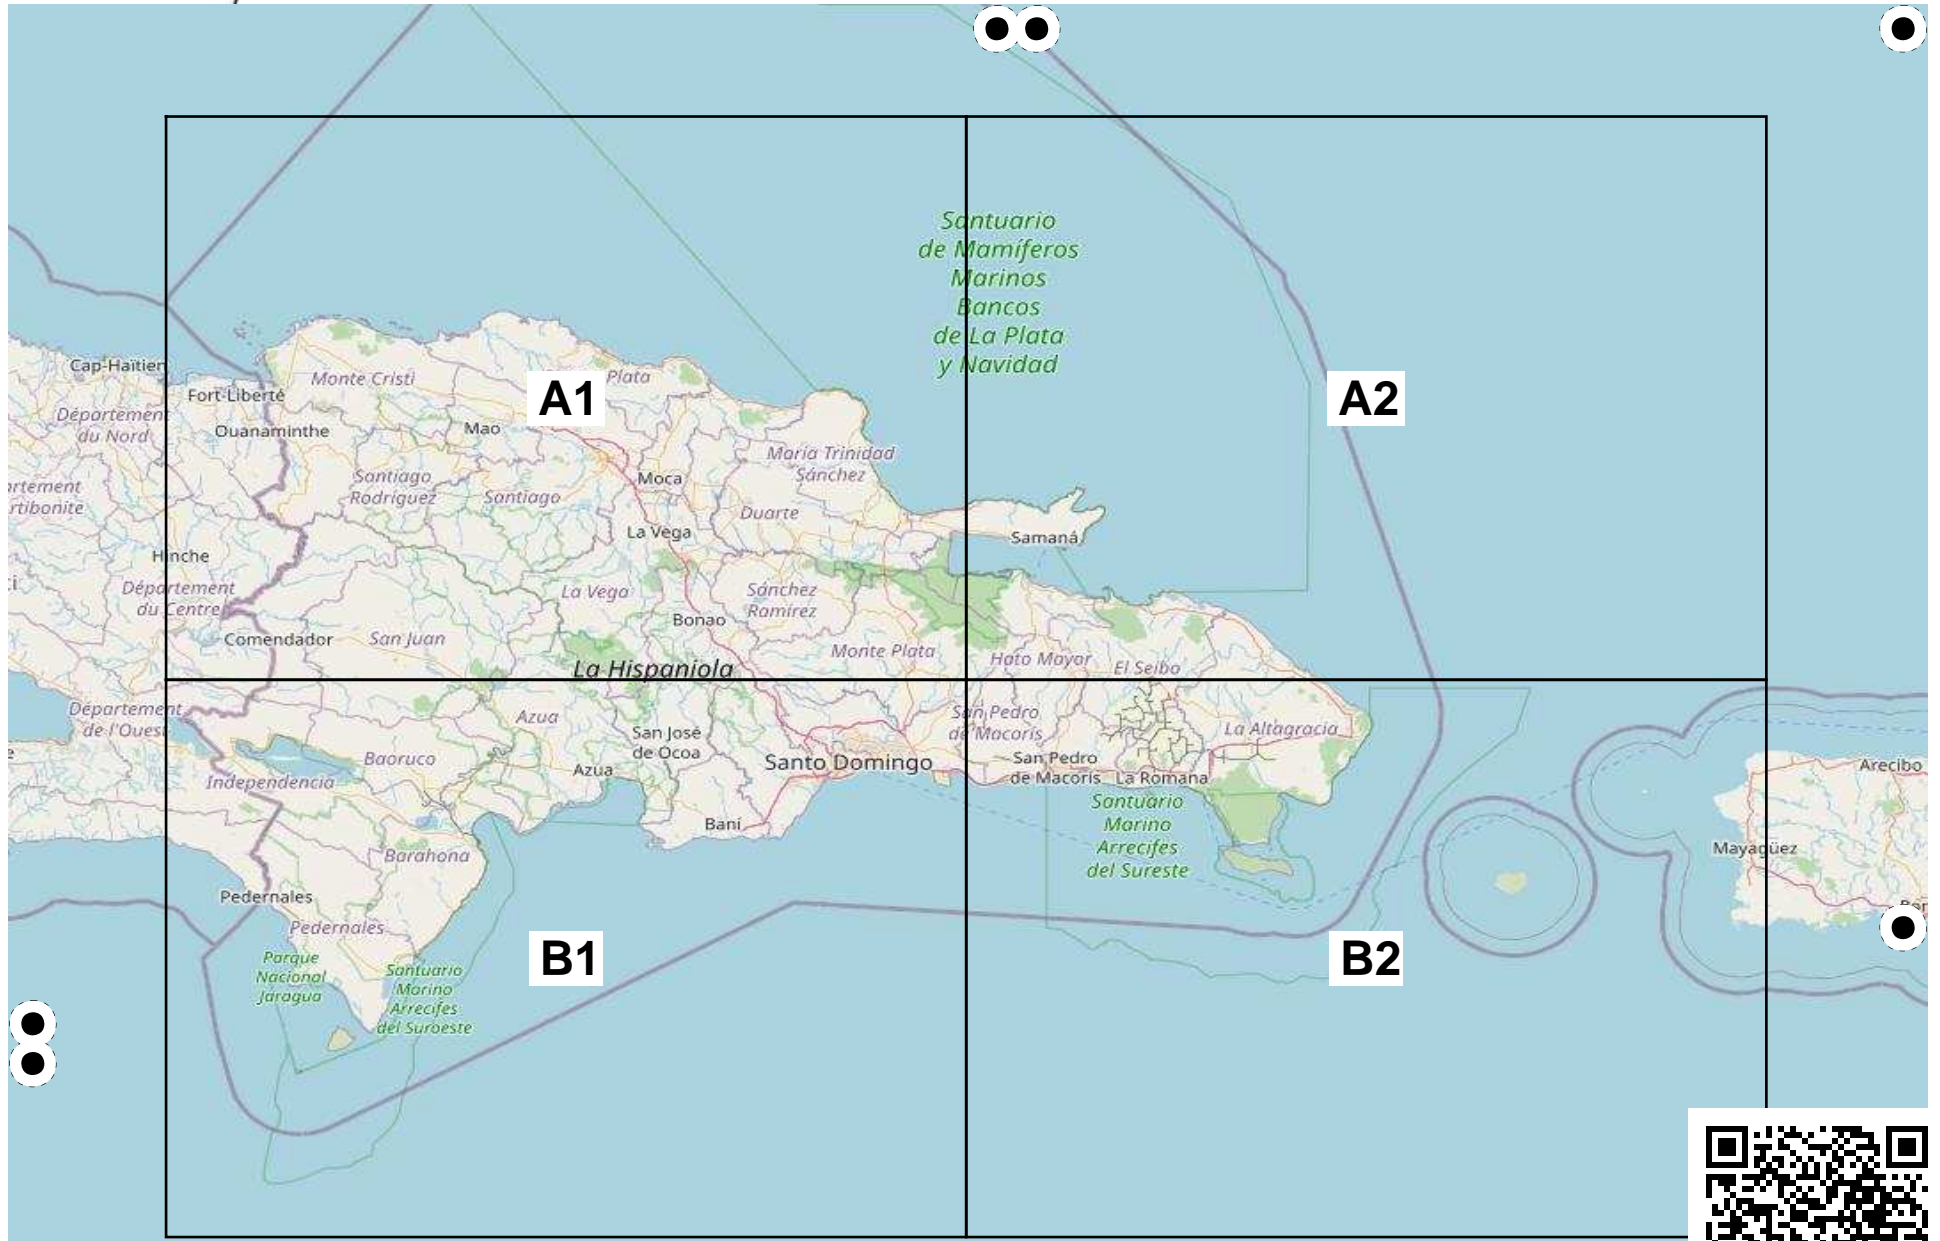 Santuario
de Mamíferos
Marinos
Bancos
de La Plata
y Navidad
Cap-Haïtien
Fort-Liberté
Monte Cristi
A1
Plata
A2
Département
du Nord
Ouanaminthe
Mao
María Trinidad
Sánchez
Santiago
Rodríguez
Santiago
Moca
rtement
rtibonite
Duarte
La Vega
Samaná
Hinche
Département
du Centre
La Vega
Sánchez
Ramírez
Bonao
Comendador
San Juan
Monte Plata
Hato Mayor
El Seibo
La Hispaniola
Département
de l'Ouest
Azua
San José
de Ocoa
San Pedro
de Macorís
La Altagracia
Baoruco
Azua
Santo Domingo
San Pedro
de Macorís
La Romana
Arecibo
Independencia
Baní
Santuario
Marino
Arrecifes
del Sureste
Mayagüez
Barahona
Pedernales
Pedernales
B1
B2
Parque
Nacional
Jaragua
Santuario
Marino
Arrecifes
del Suroeste